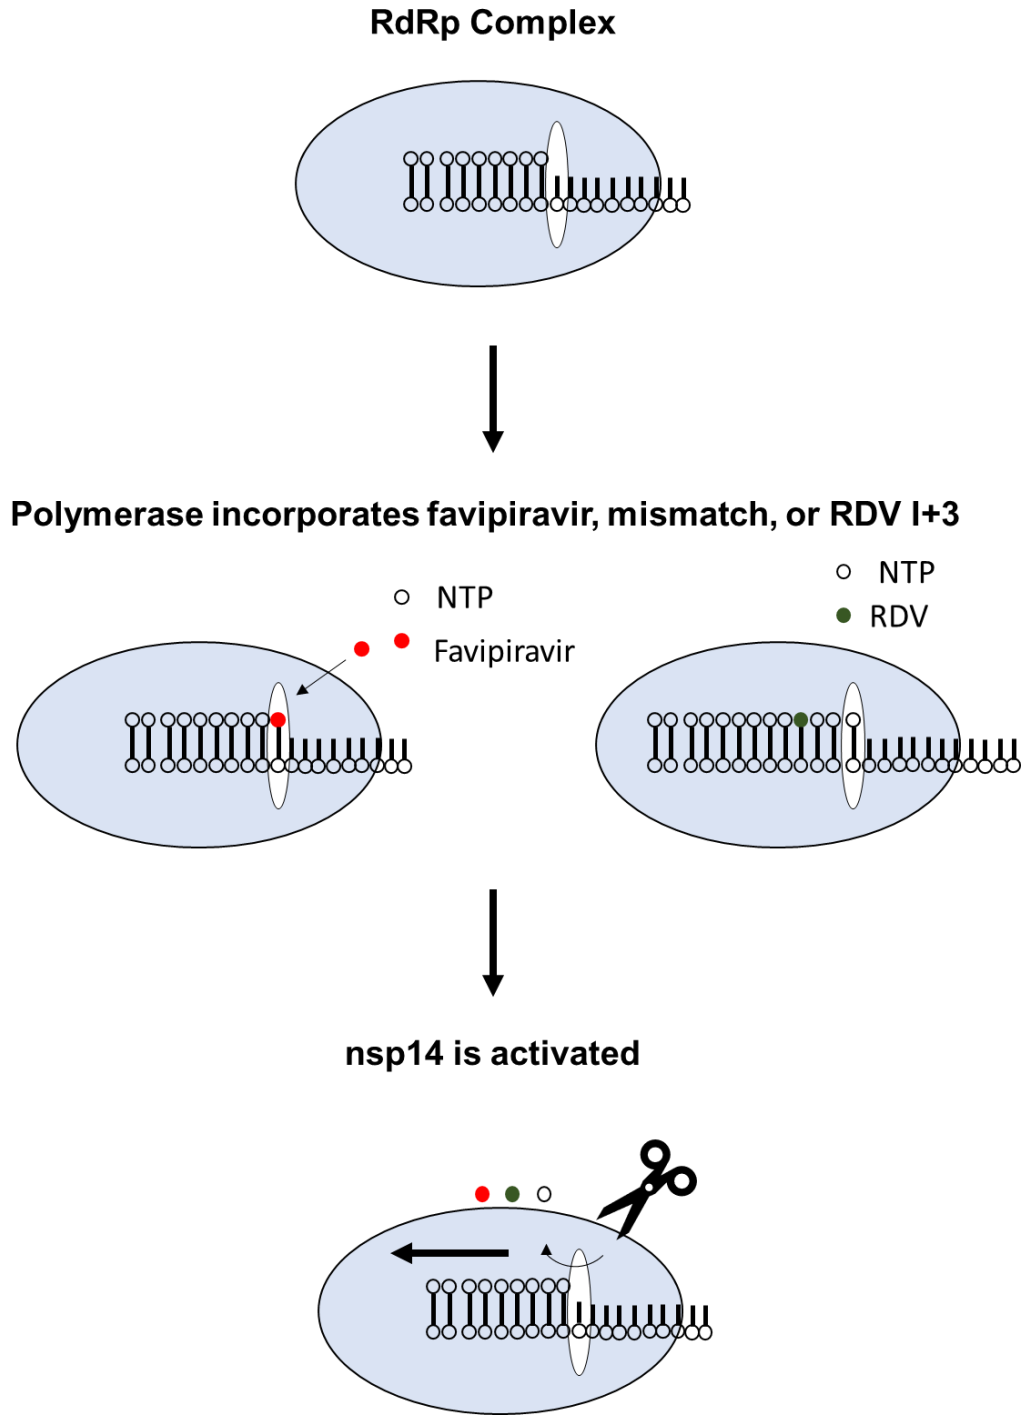 RdRp Complex
Polymerase incorporates favipiravir, mismatch, or RDV I+3
NTP
Favipiravir
NTP
RDV
nsp14 is activated